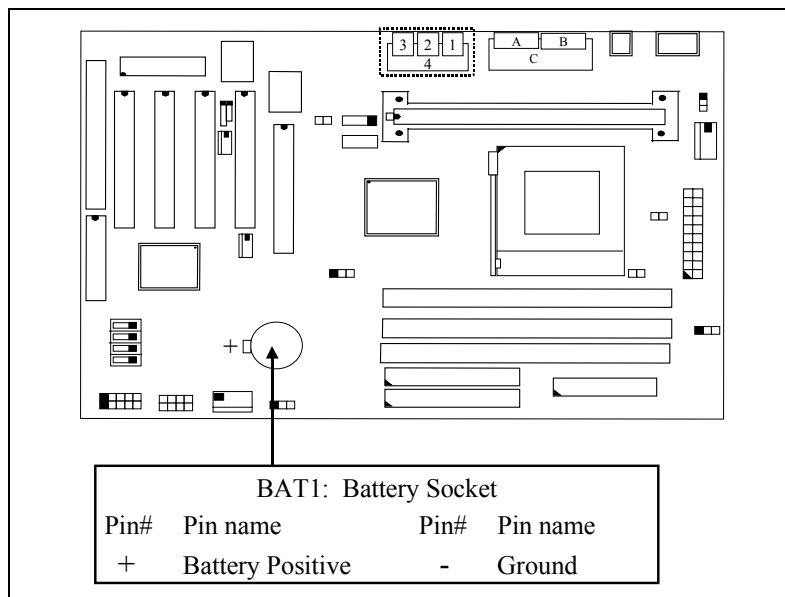 3 2 1
4
A B
C
+
BAT1: Battery Socket
Pin# Pin name Pin# Pin name
+ Battery Positive - Ground